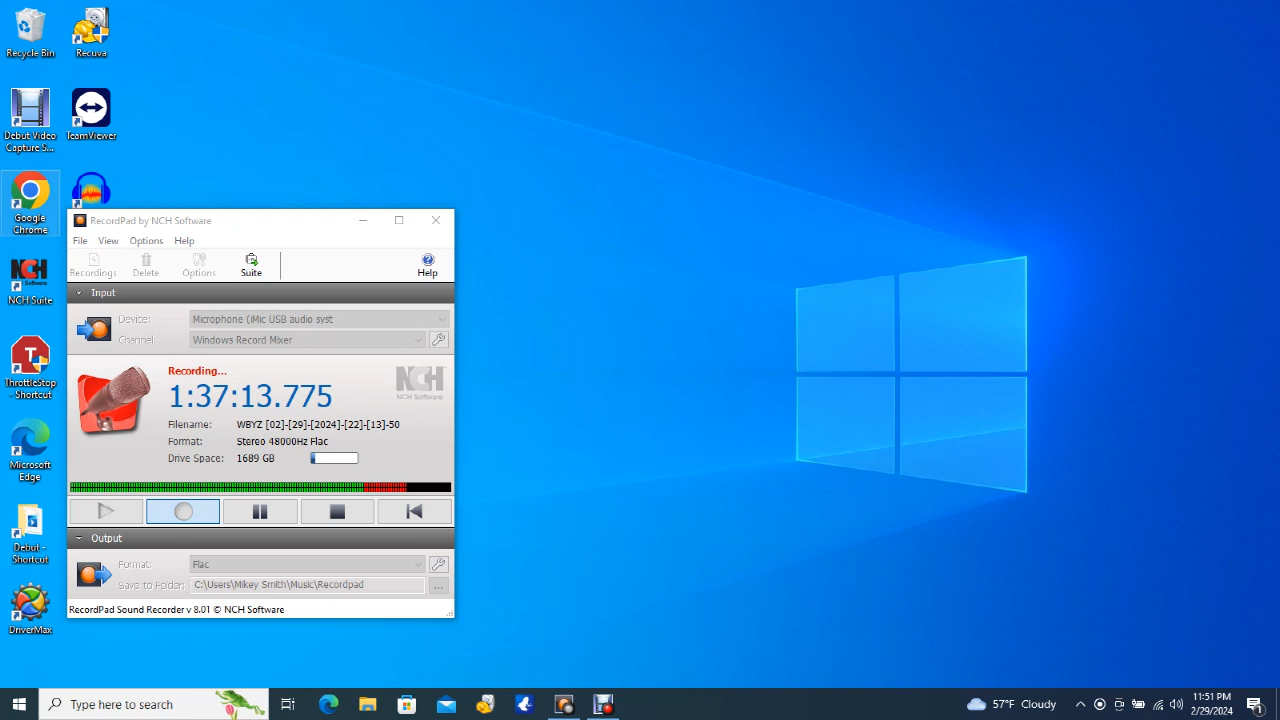 Recycle Bin
Recuva
Debut Video
Capture S...
TeamViewer
Google
Chrome
NCH
Software
NCH Suite
ThrottleStop
- Shortcut
Microsoft
Edge
Debut -
Shortcut
DriverMax
RecordPad by NCH Software
File View Options Help
Recordings Delete Options Suite Help
Input
Device: Microphone (iMic USB audio syst
Channel: Windows Record Mixer
Recording...
1:37:13.775
NCH
NCH Software
Filename: WBYZ [02]-[29]-[2024]-[22]-[13]-50
Format: Stereo 48000Hz Flac
Drive Space: 1689 GB
Output
Format: Flac
Save to Folder: C:\Users\Mikey Smith\Music\Recordpad
...
RecordPad Sound Recorder v 8.01 © NCH Software
Type here to search
57°F Cloudy
11:51 PM
2/29/2024
1